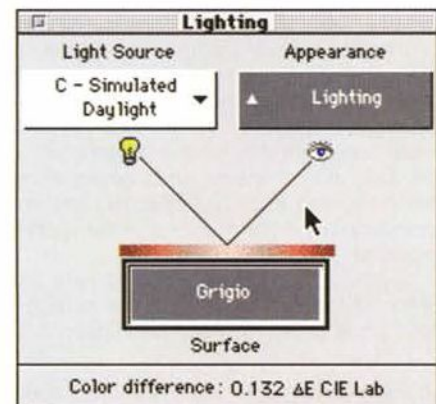 Lighting
Light Source
Appearance
C - Simulated
Daylight
Lighting
Grigio
Surface
Color difference: 0.132 ΔE CIE Lab